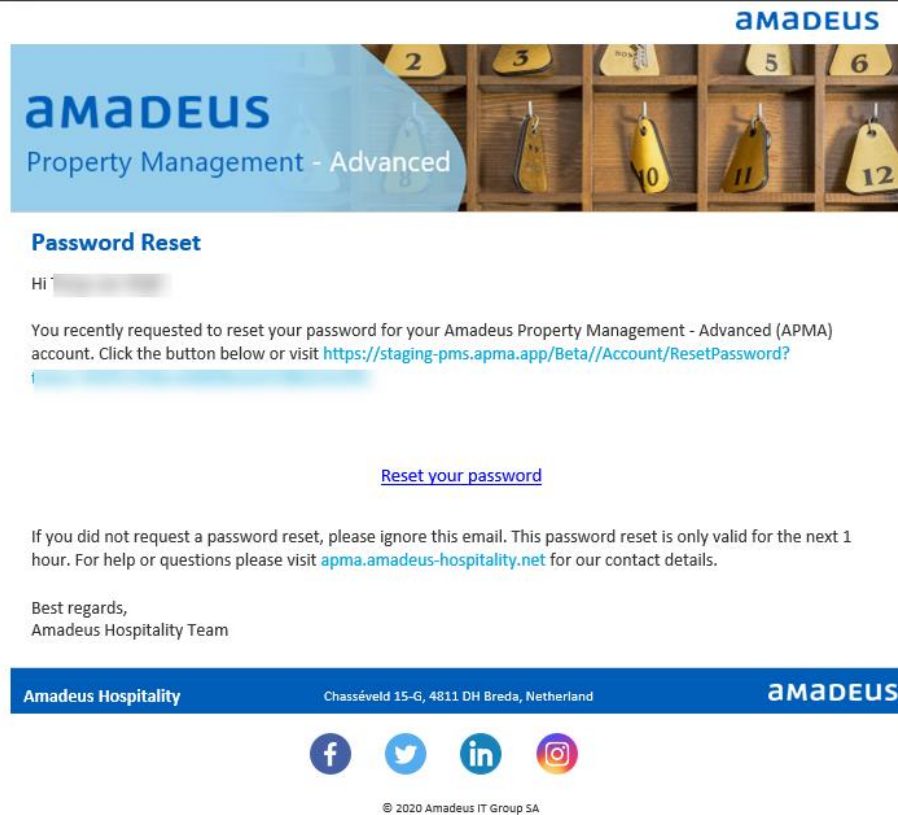 amadeus
amadeus
Property Management - Advanced
2 3 5 6
8 10 11 12
Password Reset
Hi
You recently requested to reset your password for your Amadeus Property Management - Advanced (APMA)
account. Click the button below or visit https://staging-pms.apma.app/Beta//Account/ResetPassword?
Reset your password
If you did not request a password reset, please ignore this email. This password reset is only valid for the next 1
hour. For help or questions please visit apma.amadeus-hospitality.net for our contact details.
Best regards,
Amadeus Hospitality Team
Amadeus Hospitality
Chasséveld 15-G, 4811 DH Breda, Netherland
amadeus
f in
© 2020 Amadeus IT Group SA